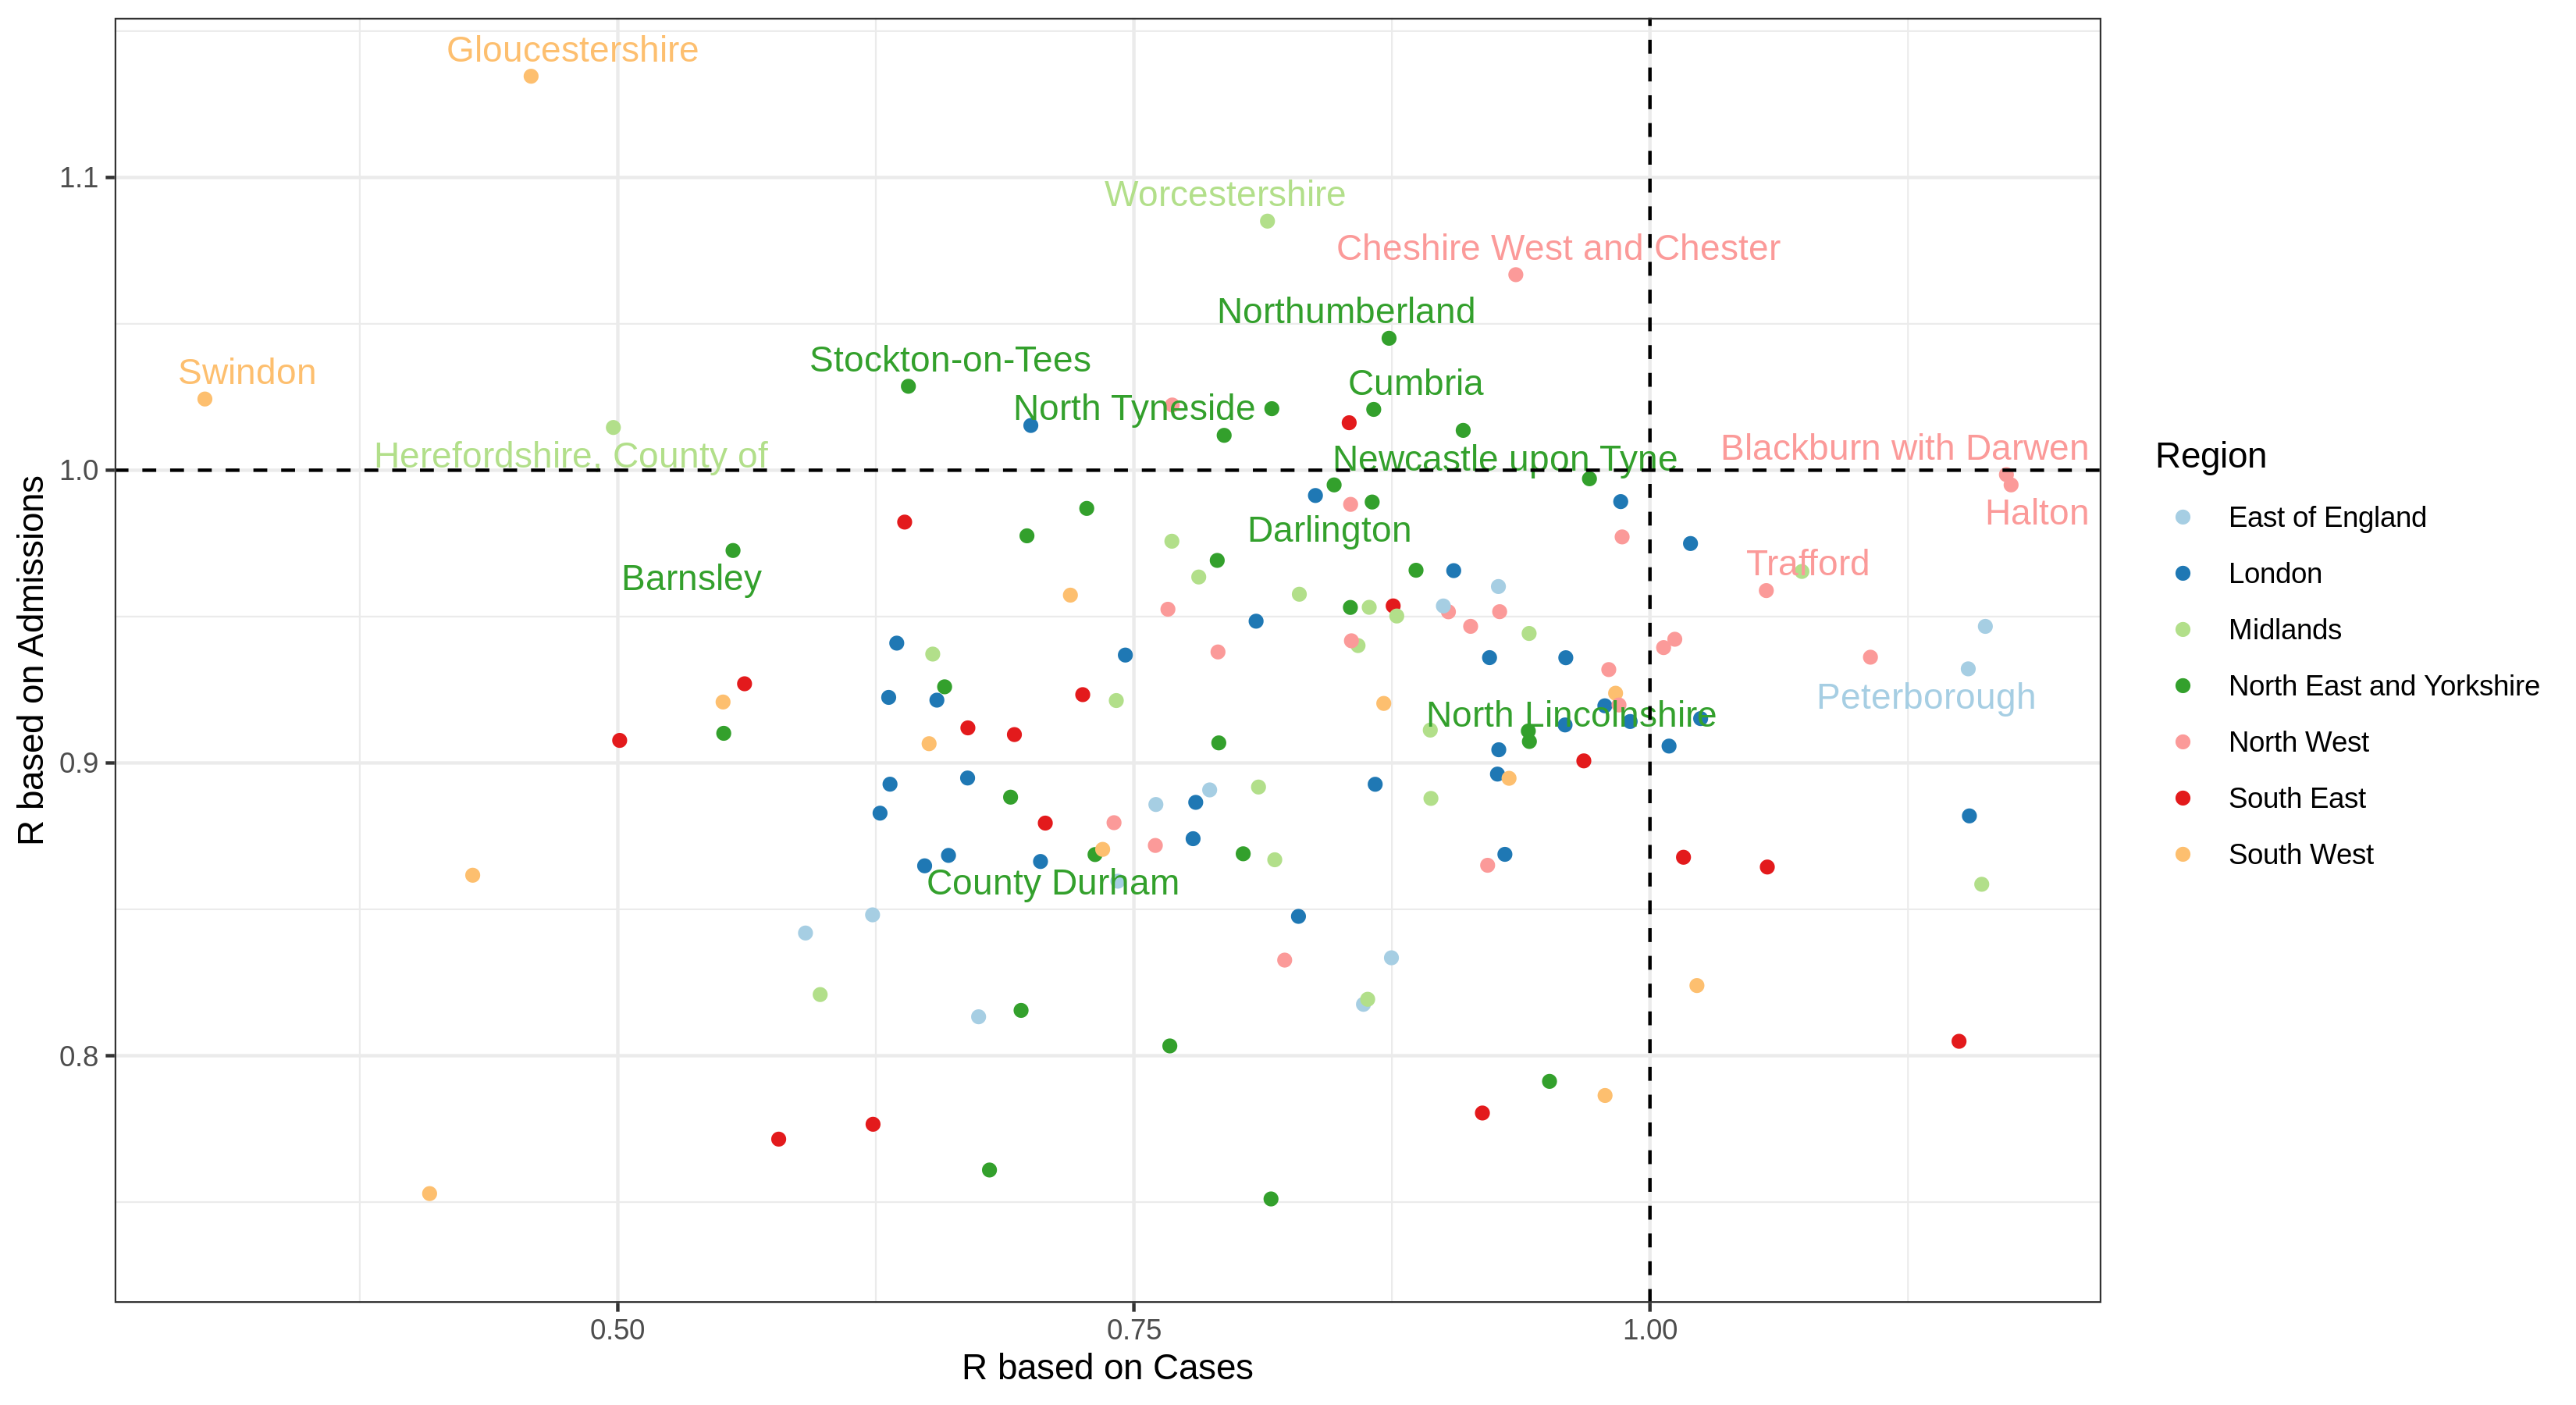 Gloucestershire
1.1
Worcestershire
Cheshire West and Chester
Northumberland
Stockton-on-Tees
Swindon
Cumbria
North Tyneside
Blackburn with Darwen
Herefordshire, County of
Newcastle upon Tyne
1.0
Halton
Darlington
Trafford
Barnsley
Peterborough
North Lincolnshire
0.9
County Durham
0.8
0.50
0.75
1.00
R based on Cases
R based on Admissions
Region
East of England
London
Midlands
North East and Yorkshire
North West
South East
South West